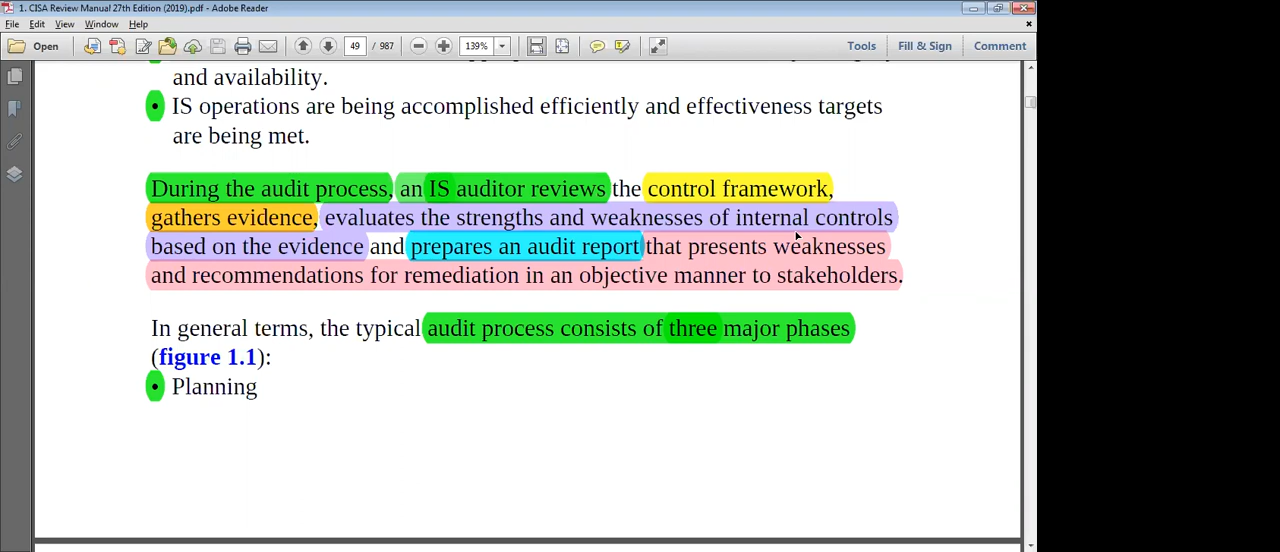 1. CISA Review Manual 27th Edition (2019).pdf - Adobe Reader
File Edit View Window Help
Open 49 / 987 139% Tools Fill & Sign Comment
and availability.
• IS operations are being accomplished efficiently and effectiveness targets
are being met.
During the audit process, an IS auditor reviews the control framework,
gathers evidence, evaluates the strengths and weaknesses of internal controls
based on the evidence and prepares an audit report that presents weaknesses
and recommendations for remediation in an objective manner to stakeholders.
In general terms, the typical audit process consists of three major phases
(figure 1.1):
• Planning